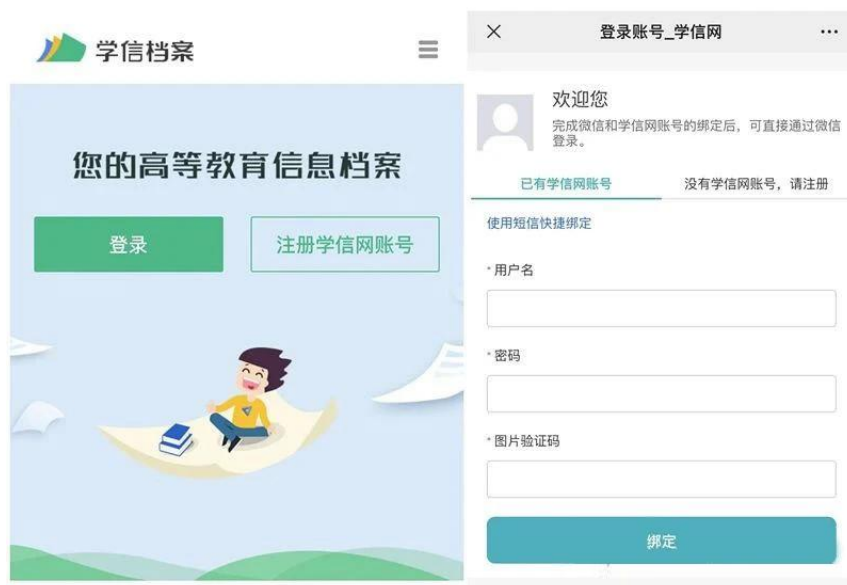 学信档案
您的高等教育信息档案
登录
注册学信网账号
登录账号_学信网
欢迎您
完成微信和学信网账号的绑定后，可直接通过微信
登录。
已有学信网账号
没有学信网账号，请注册
使用短信快捷绑定
*用户名
*密码
*图片验证码
绑定